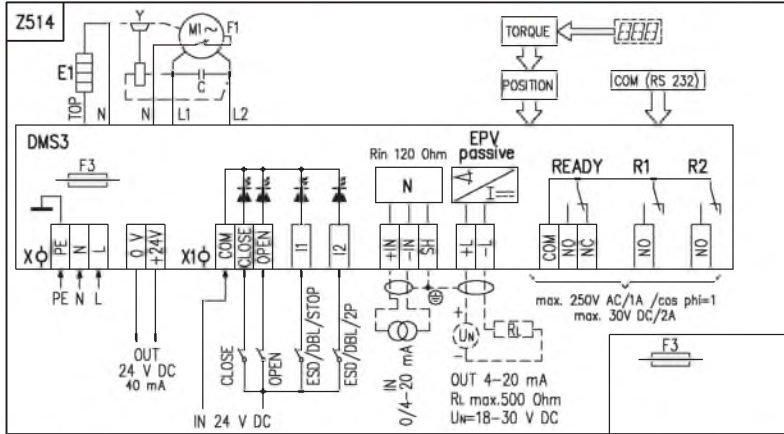 Z514
Y
M1~
F1
E1
TOP
N
N
L1
C
L2
TORQUE
POSITION
COM (RS 232)
DMS3
F3
Rin 120 Ohm
N
EPV
passive
I
READY
R1
R2
X
PE
N
L
0 V
+24V
X1
COM
CLOSE
OPEN
I1
I2
+IN
-IN
SH
+L
-L
COM
NO
NC
NO
NO
PE N L
OUT
24 V DC
40 mA
CLOSE
OPEN
ESD/DBL/STOP
ESD/DBL/2P
IN 24 V DC
IN
0/4-20 mA
+
UN
-
RL
OUT 4-20 mA
RL max.500 Ohm
UN=18-30 V DC
max. 250V AC/1A /cos phi=1
max. 30V DC/2A
F3